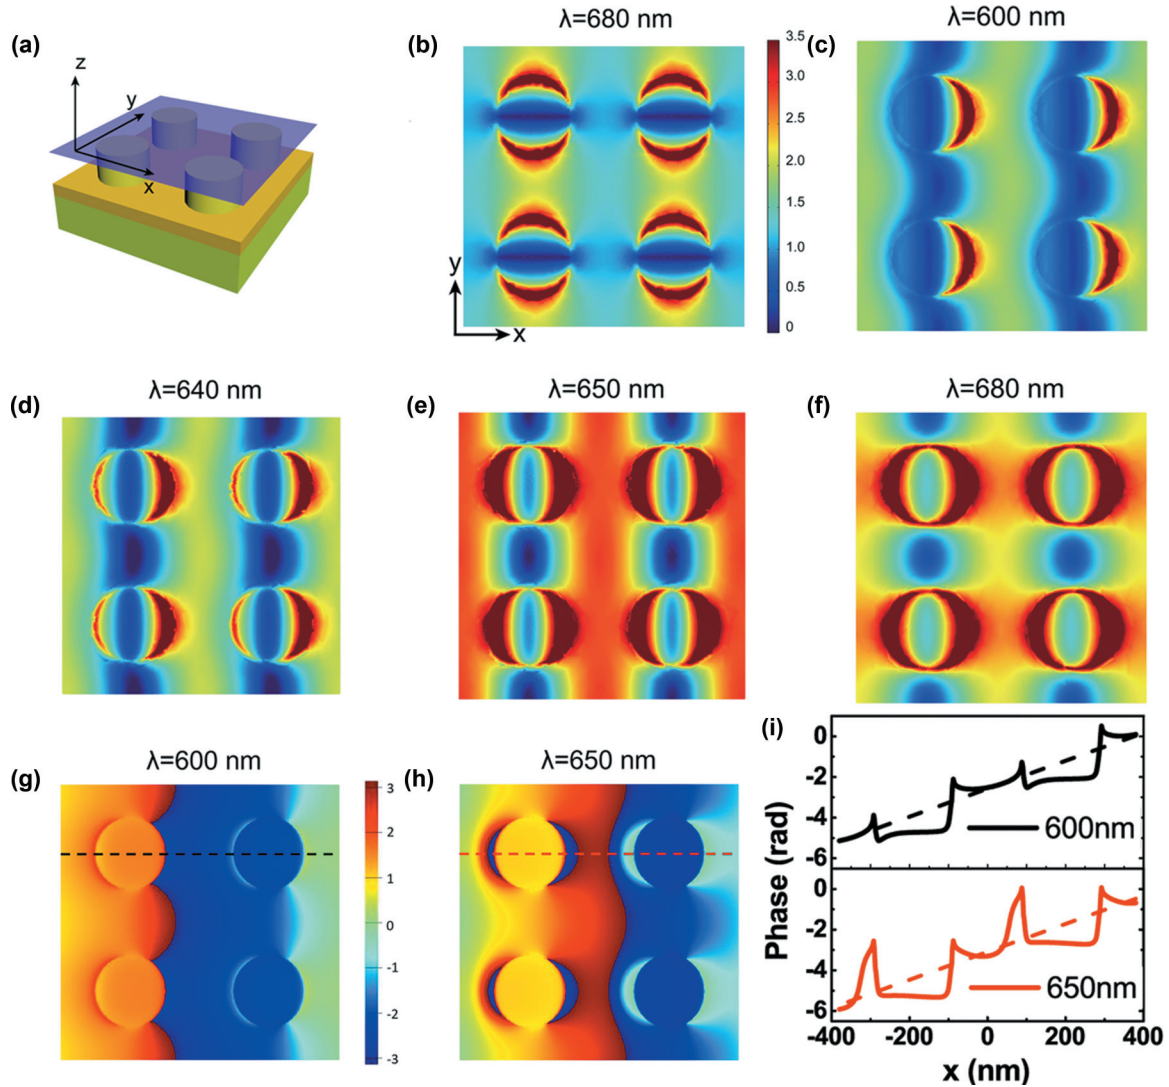 (a)
z
y
x
(b)
λ=680 nm
3.5
3.0
2.5
2.0
1.5
1.0
0.5
0
y
x
(c)
λ=600 nm
(d)
λ=640 nm
(e)
λ=650 nm
(f)
λ=680 nm
(g)
λ=600 nm
3
2
1
0
-1
-2
-3
(h)
λ=650 nm
(i)
Phase (rad)
0
-2
-4
-6
600nm
0
-2
-4
-6
650nm
-400 -200 0 200 400
x (nm)